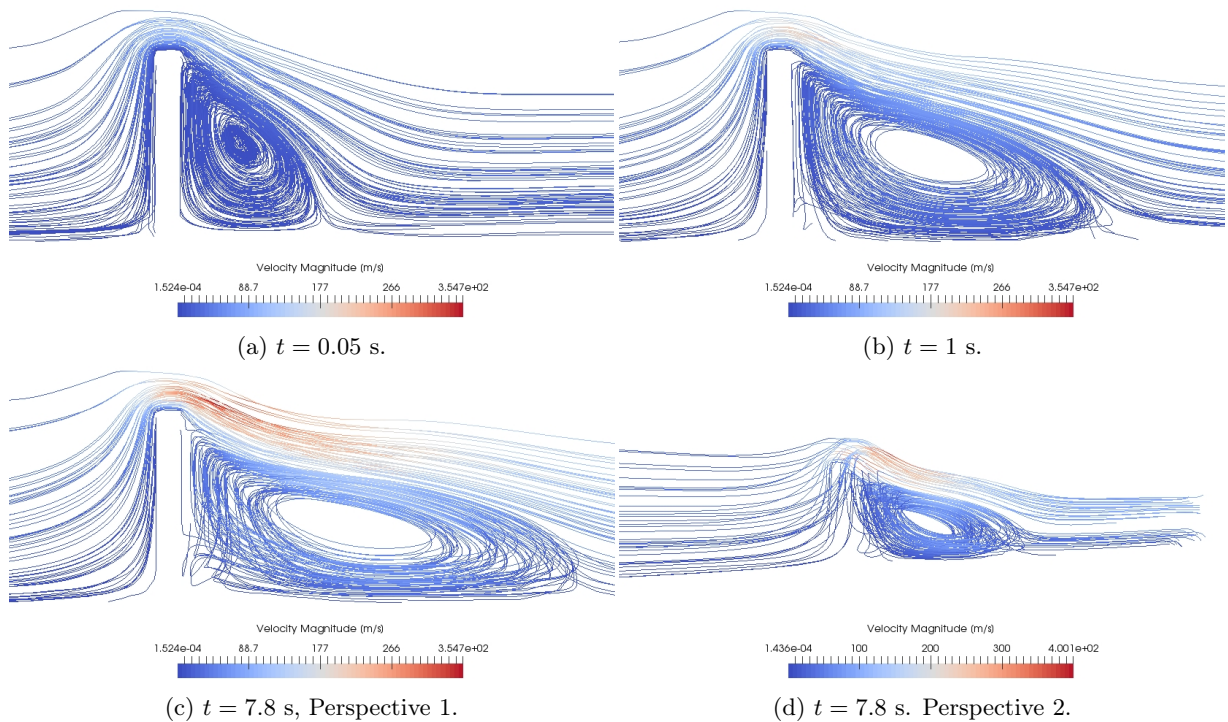 Velocity Magnitude (m/s)
1.524e-04 88.7 177 266 3.547e+02
(a) t = 0.05 s.
Velocity Magnitude (m/s)
1.524e-04 88.7 177 266 3.547e+02
(b) t = 1 s.
Velocity Magnitude (m/s)
1.524e-04 88.7 177 266 3.547e+02
(c) t = 7.8 s, Perspective 1.
Velocity Magnitude (m/s)
1.436e-04 100 200 300 4.001e+02
(d) t = 7.8 s. Perspective 2.